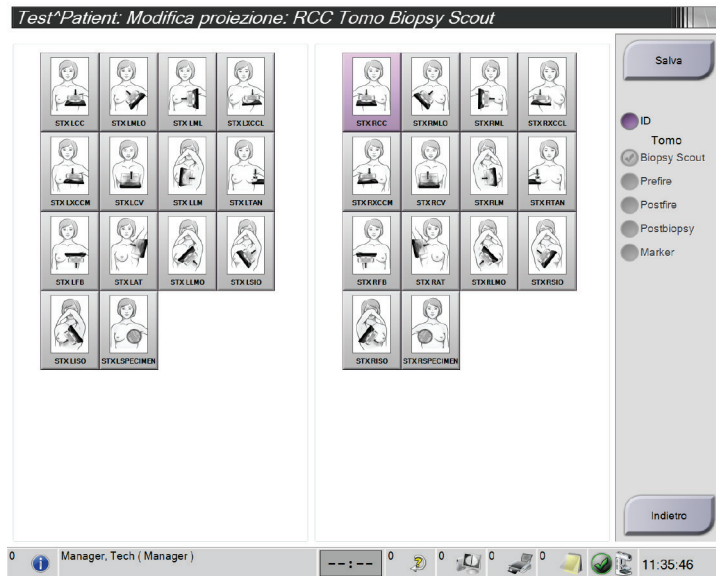 Test^Patient: Modifica proiezione: RCC Tomo Biopsy Scout
STX LCC STX LMLO STX LML STX LXCCL
STX LXCCM STX LCV STX LLM STX LTAN
STX LFB STX LAT STX LLMO STX LSIO
STX LISO STX LSPECIMEN
STX RCC STX RMLO STX RML STX RXCCL
STX RXCCM STX RCV STX RLM STX RTAN
STX RFB STX RAT STX RLMO STX RSIO
STX RISO STX RSPECIMEN
Salva
ID
Tomo
Biopsy Scout
Prefire
Postfire
Postbiopsy
Marker
Indietro
0 Manager, Tech ( Manager ) --:-- 0 0 0 0 11:35:46